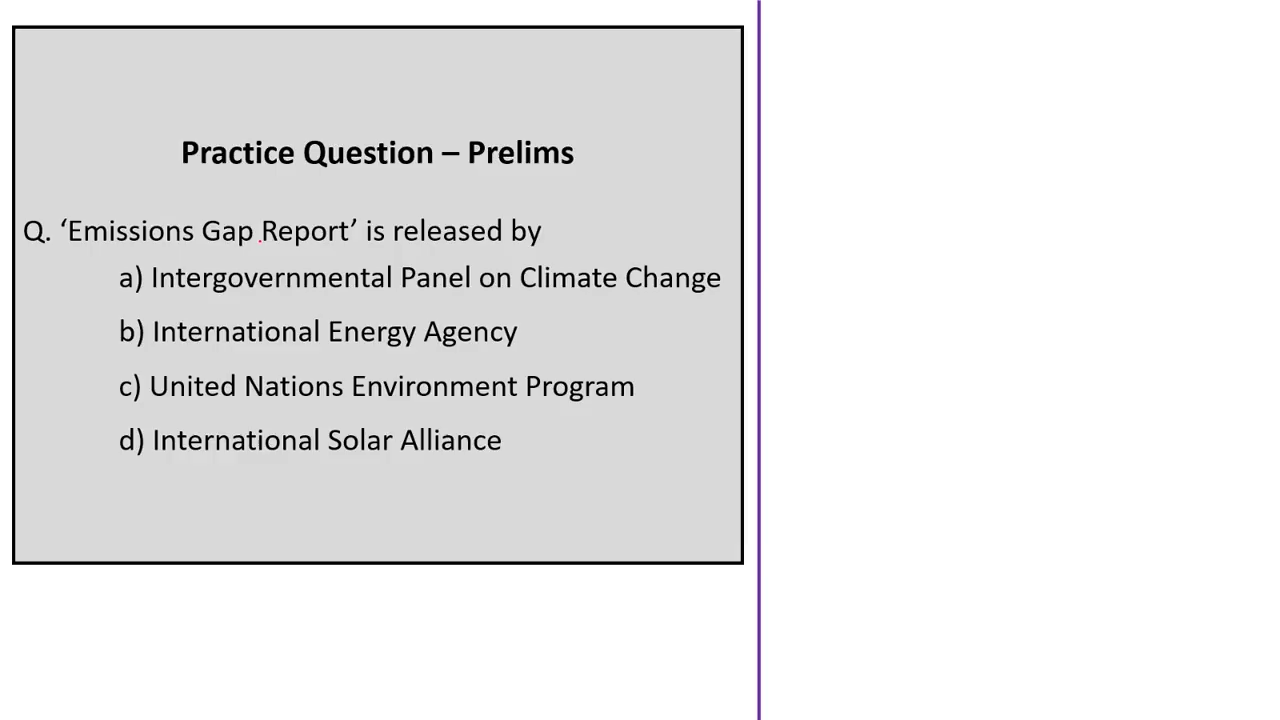 Practice Question – Prelims
Q. ‘Emissions Gap Report’ is released by
a) Intergovernmental Panel on Climate Change
b) International Energy Agency
c) United Nations Environment Program
d) International Solar Alliance